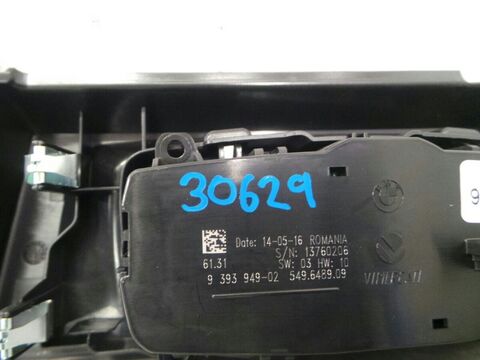 30629
Date: 14-05-16 ROMANIA
S/N: 13760206
61.31 SW: 03 HW: 10
9 393 949-02 549.6489.09
9